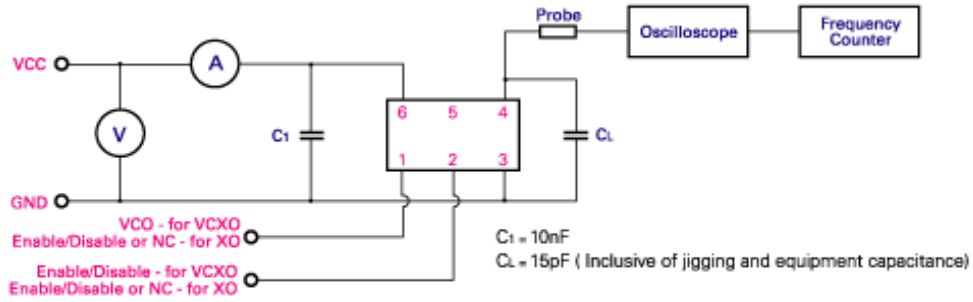 Probe
Oscilloscope
Frequency
Counter
VCC
A
V
C1
6 5 4
1 2 3
CL
GND
VCO - for VCXO
Enable/Disable or NC - for XO
Enable/Disable - for VCXO
Enable/Disable or NC - for XO
C1 = 10nF
CL = 15pF ( Inclusive of jigging and equipment capacitance)